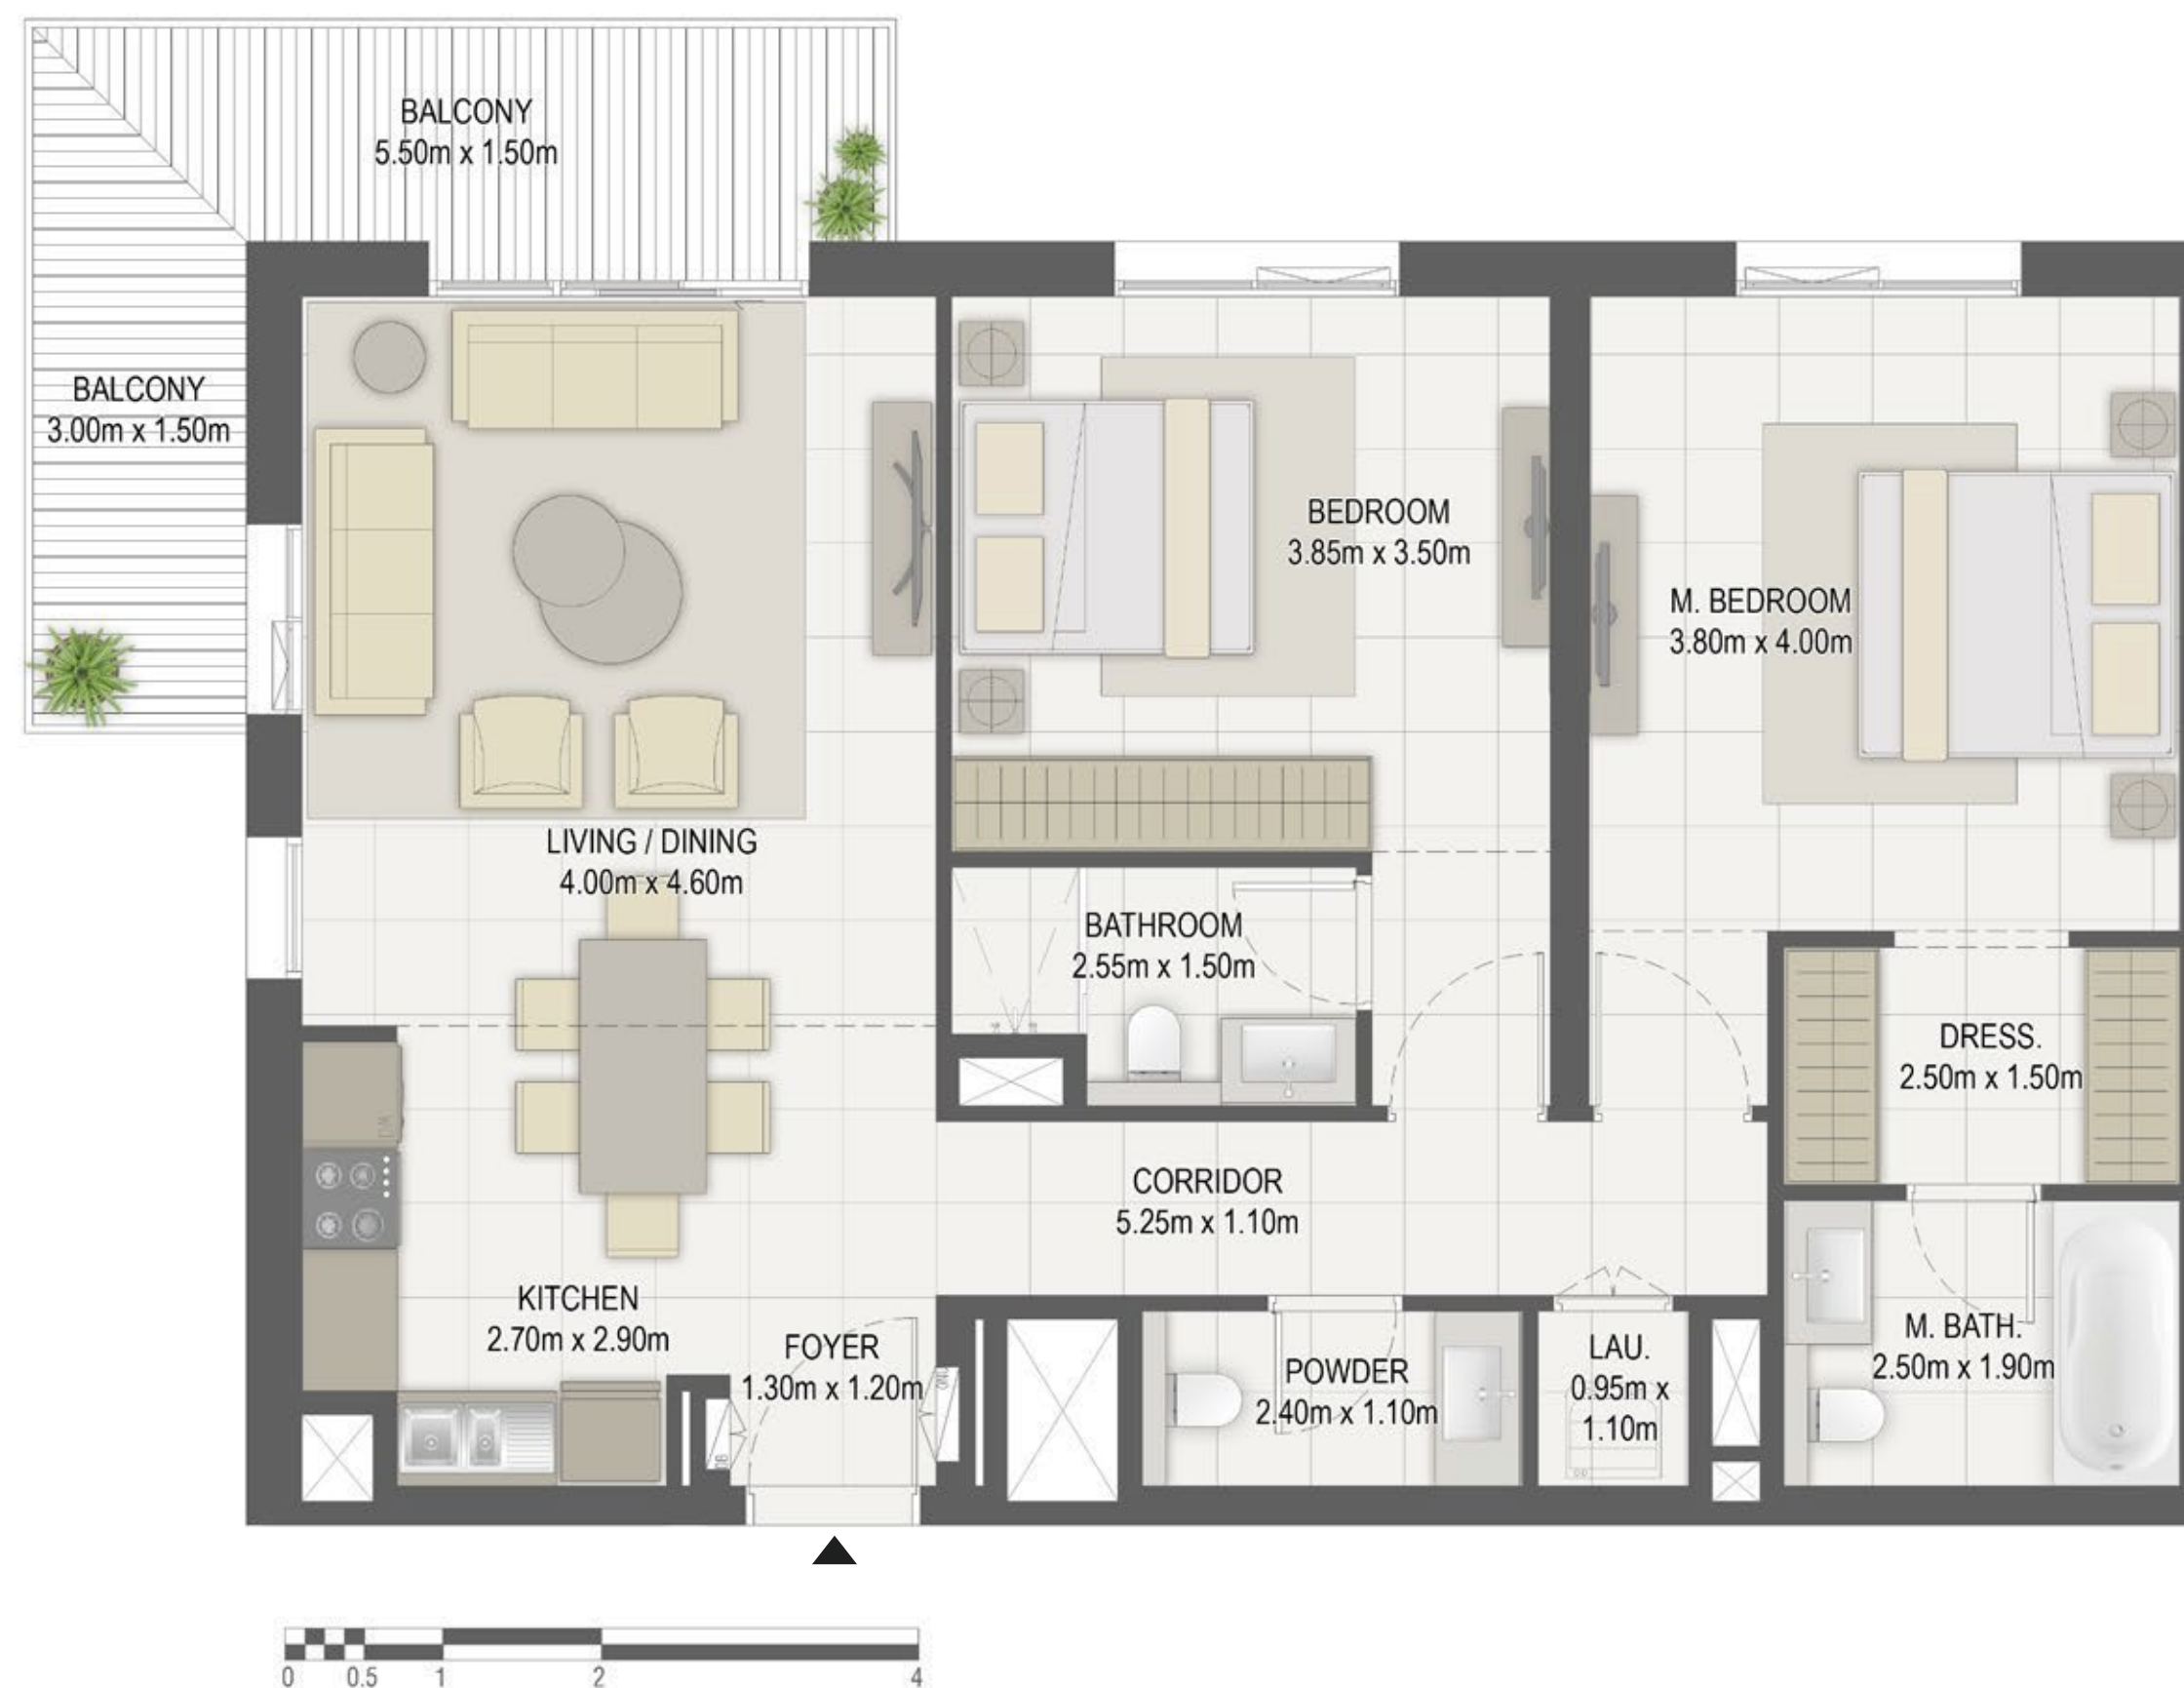 BALCONY
5.50m x 1.50m
BALCONY
3.00m x 1.50m
BEDROOM
3.85m x 3.50m
M. BEDROOM
3.80m x 4.00m
LIVING / DINING
4.00m x 4.60m
BATHROOM
2.55m x 1.50m
DRESS.
2.50m x 1.50m
CORRIDOR
5.25m x 1.10m
KITCHEN
2.70m x 2.90m
FOYER
1.30m x 1.20m
POWDER
2.40m x 1.10m
LAU.
0.95m x
1.10m
M. BATH.
2.50m x 1.90m
DB
0 0.5 1 2 4